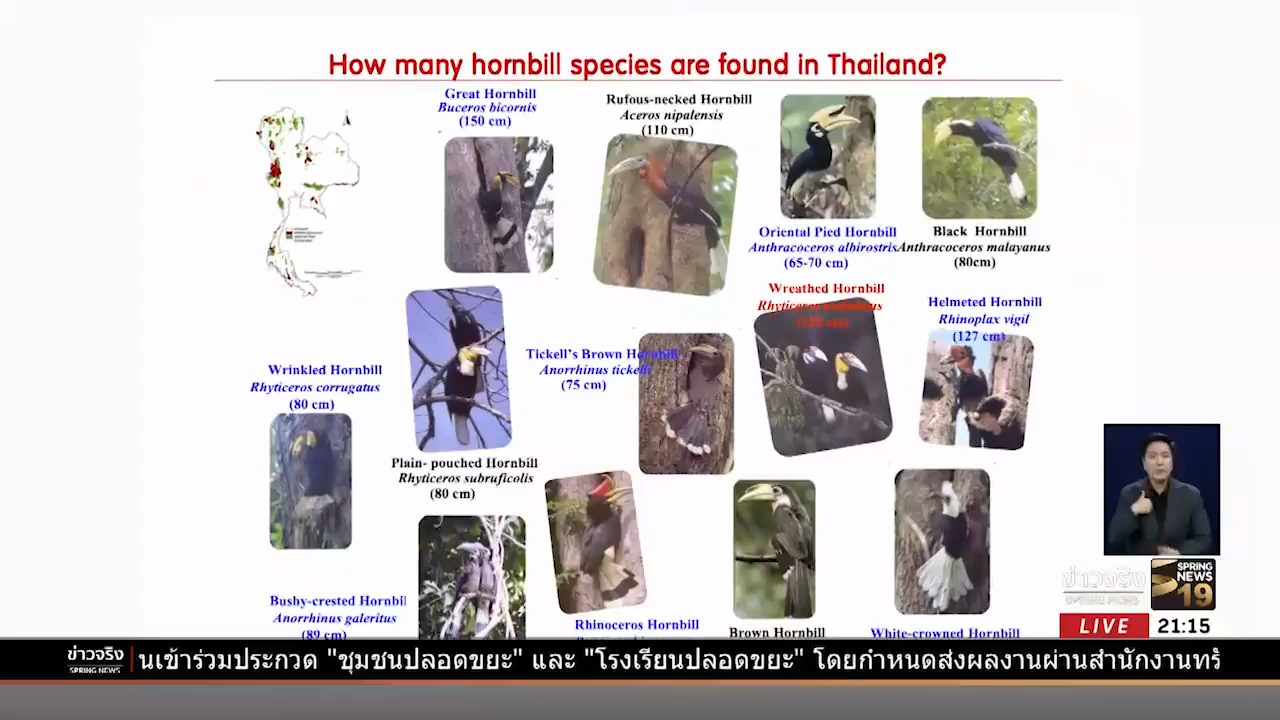 How many hornbill species are found in Thailand?
Great Hornbill
Buceros bicornis
(150 cm)
Rufous-necked Hornbill
Aceros nipalensis
(110 cm)
Oriental Pied Hornbill
Anthracoceros albirostris
(65-70 cm)
Black Hornbill
Anthracoceros malayanus
(80cm)
Wreathed Hornbill
Rhyticeros
Helmeted Hornbill
Rhinoplax vigil
(127 cm)
Tickell's Brown Hornbill
Anorrhinus tickelli
(75 cm)
Wrinkled Hornbill
Rhyticeros corrugatus
(80 cm)
Plain- pouched Hornbill
Rhyticeros subruficolis
(80 cm)
Bushy-crested Hornbil
Anorrhinus galeritus
(89 cm)
Rhinoceros Hornbill
Brown Hornbill
White-crowned Hornbill
ข่าวจริง
SPRING NEWS
SPRING
NEWS
19
LIVE 21:15
ข่าวจริง
SPRING NEWS
นเข้าร่วมประกวด "ชุมชนปลอดขยะ" และ "โรงเรียนปลอดขยะ" โดยกำหนดส่งผลงานผ่านสำนักงานทรั